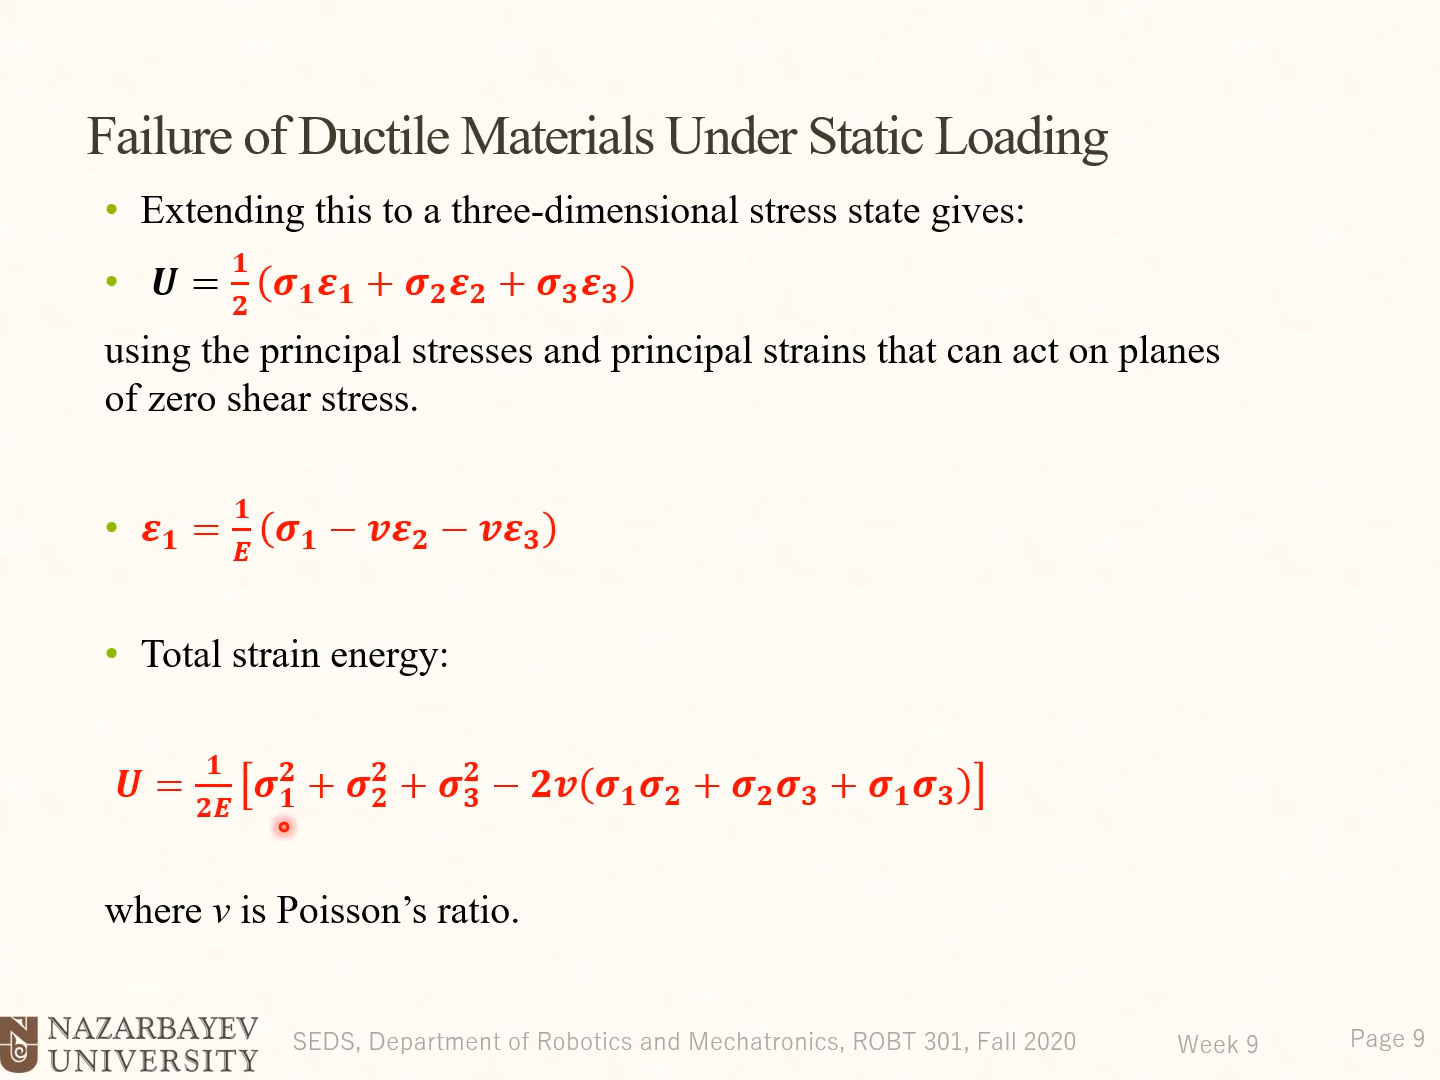 Failure of Ductile Materials Under Static Loading
• Extending this to a three-dimensional stress state gives:
• U = 1/2 (σ₁ε₁ + σ₂ε₂ + σ₃ε₃)
using the principal stresses and principal strains that can act on planes
of zero shear stress.
• ε₁ = 1/E (σ₁ − νε₂ − νε₃)
• Total strain energy:
U = 1/2E [σ₁² + σ₂² + σ₃² − 2ν(σ₁σ₂ + σ₂σ₃ + σ₁σ₃)]
where ν is Poisson’s ratio.
NAZARBAYEV
UNIVERSITY
SEDS, Department of Robotics and Mechatronics, ROBT 301, Fall 2020
Week 9
Page 9